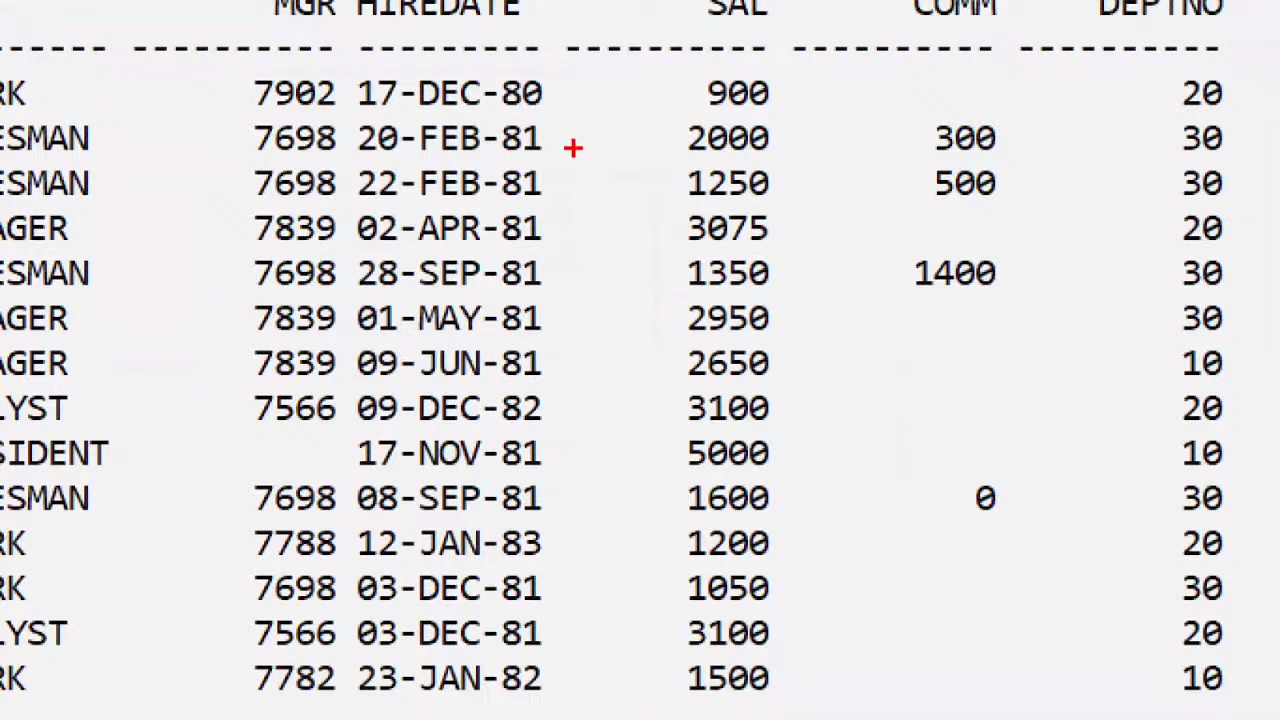 MGR HIREDATE SAL COMM DEPTNO
------ ---------- --------- ---------- ---------- ----------
RK 7902 17-DEC-80 900 20
ESMAN 7698 20-FEB-81 2000 300 30
ESMAN 7698 22-FEB-81 1250 500 30
AGER 7839 02-APR-81 3075 20
ESMAN 7698 28-SEP-81 1350 1400 30
AGER 7839 01-MAY-81 2950 30
AGER 7839 09-JUN-81 2650 10
LYST 7566 09-DEC-82 3100 20
SIDENT 17-NOV-81 5000 10
ESMAN 7698 08-SEP-81 1600 0 30
RK 7788 12-JAN-83 1200 20
RK 7698 03-DEC-81 1050 30
LYST 7566 03-DEC-81 3100 20
RK 7782 23-JAN-82 1500 10